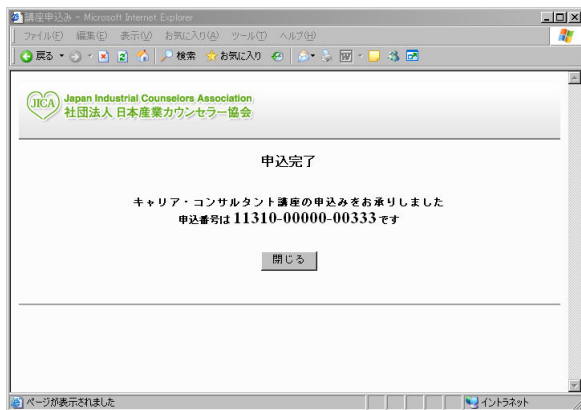 講座申込み - Microsoft Internet Explorer
ファイル(F) 編集(E) 表示(V) お気に入り(A) ツール(T) ヘルプ(H)
戻る 検索 お気に入り
JICA Japan Industrial Counselors Association
社団法人 日本産業カウンセラー協会
申込完了
キャリア・コンサルタント講座の申込みをお承りしました
申込番号は 11310-00000-00333 です
閉じる
ページが表示されました イントラネット